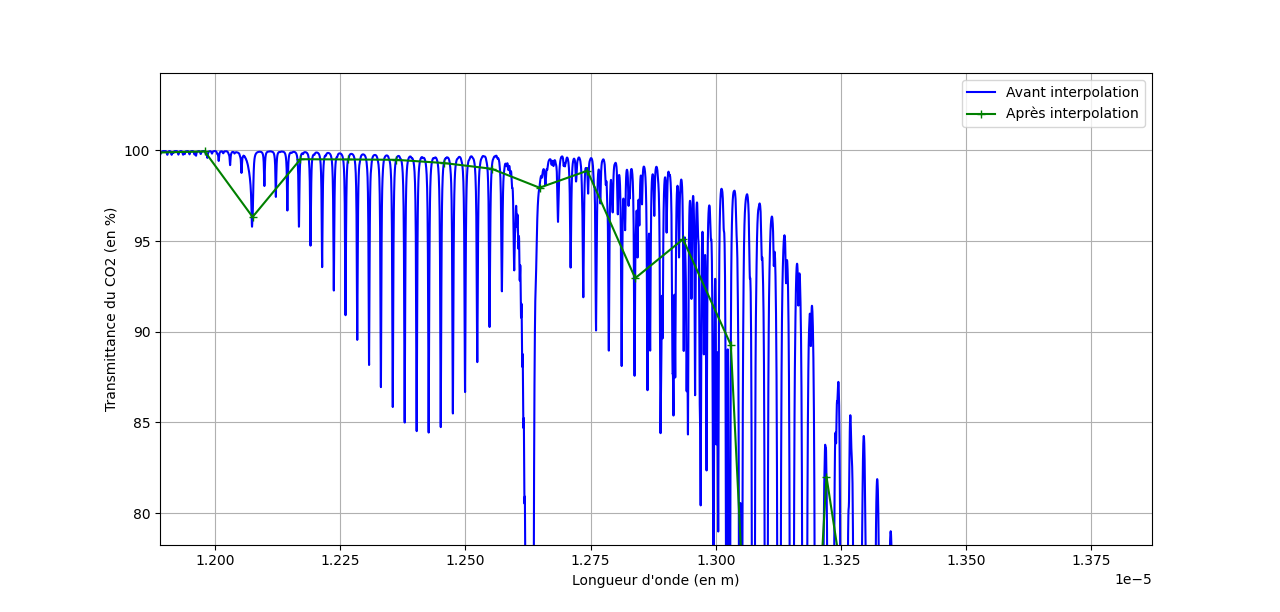 Avant interpolation
Après interpolation
Transmittance du CO2 (en %)
100
95
90
85
80
1.200
1.225
1.250
1.275
1.300
1.325
1.350
1.375
1e−5
Longueur d'onde (en m)